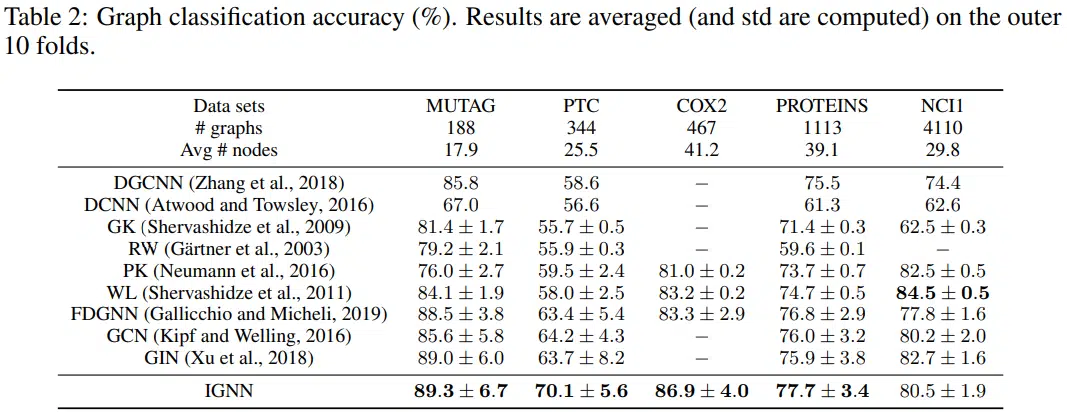 Table 2: Graph classification accuracy (%). Results are averaged (and std are computed) on the outer
10 folds.
Data sets MUTAG PTC COX2 PROTEINS NCI1
# graphs 188 344 467 1113 4110
Avg # nodes 17.9 25.5 41.2 39.1 29.8
DGCNN (Zhang et al., 2018) 85.8 58.6 − 75.5 74.4
DCNN (Atwood and Towsley, 2016) 67.0 56.6 − 61.3 62.6
GK (Shervashidze et al., 2009) 81.4 ± 1.7 55.7 ± 0.5 − 71.4 ± 0.3 62.5 ± 0.3
RW (Gärtner et al., 2003) 79.2 ± 2.1 55.9 ± 0.3 − 59.6 ± 0.1 −
PK (Neumann et al., 2016) 76.0 ± 2.7 59.5 ± 2.4 81.0 ± 0.2 73.7 ± 0.7 82.5 ± 0.5
WL (Shervashidze et al., 2011) 84.1 ± 1.9 58.0 ± 2.5 83.2 ± 0.2 74.7 ± 0.5 84.5 ± 0.5
FDGNN (Gallicchio and Micheli, 2019) 88.5 ± 3.8 63.4 ± 5.4 83.3 ± 2.9 76.8 ± 2.9 77.8 ± 1.6
GCN (Kipf and Welling, 2016) 85.6 ± 5.8 64.2 ± 4.3 − 76.0 ± 3.2 80.2 ± 2.0
GIN (Xu et al., 2018) 89.0 ± 6.0 63.7 ± 8.2 − 75.9 ± 3.8 82.7 ± 1.6
IGNN 89.3 ± 6.7 70.1 ± 5.6 86.9 ± 4.0 77.7 ± 3.4 80.5 ± 1.9